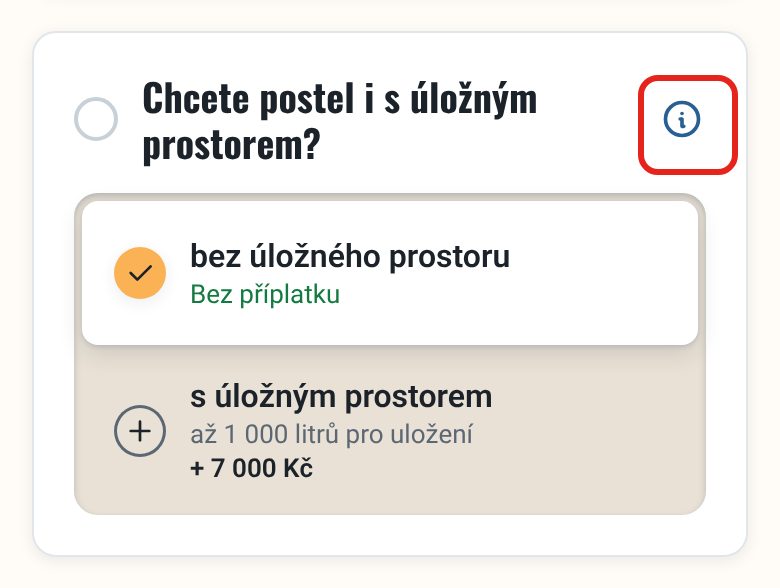 Chcete postel i s úložným
prostorem?
bez úložného prostoru
Bez příplatku
s úložným prostorem
až 1 000 litrů pro uložení
+ 7 000 Kč